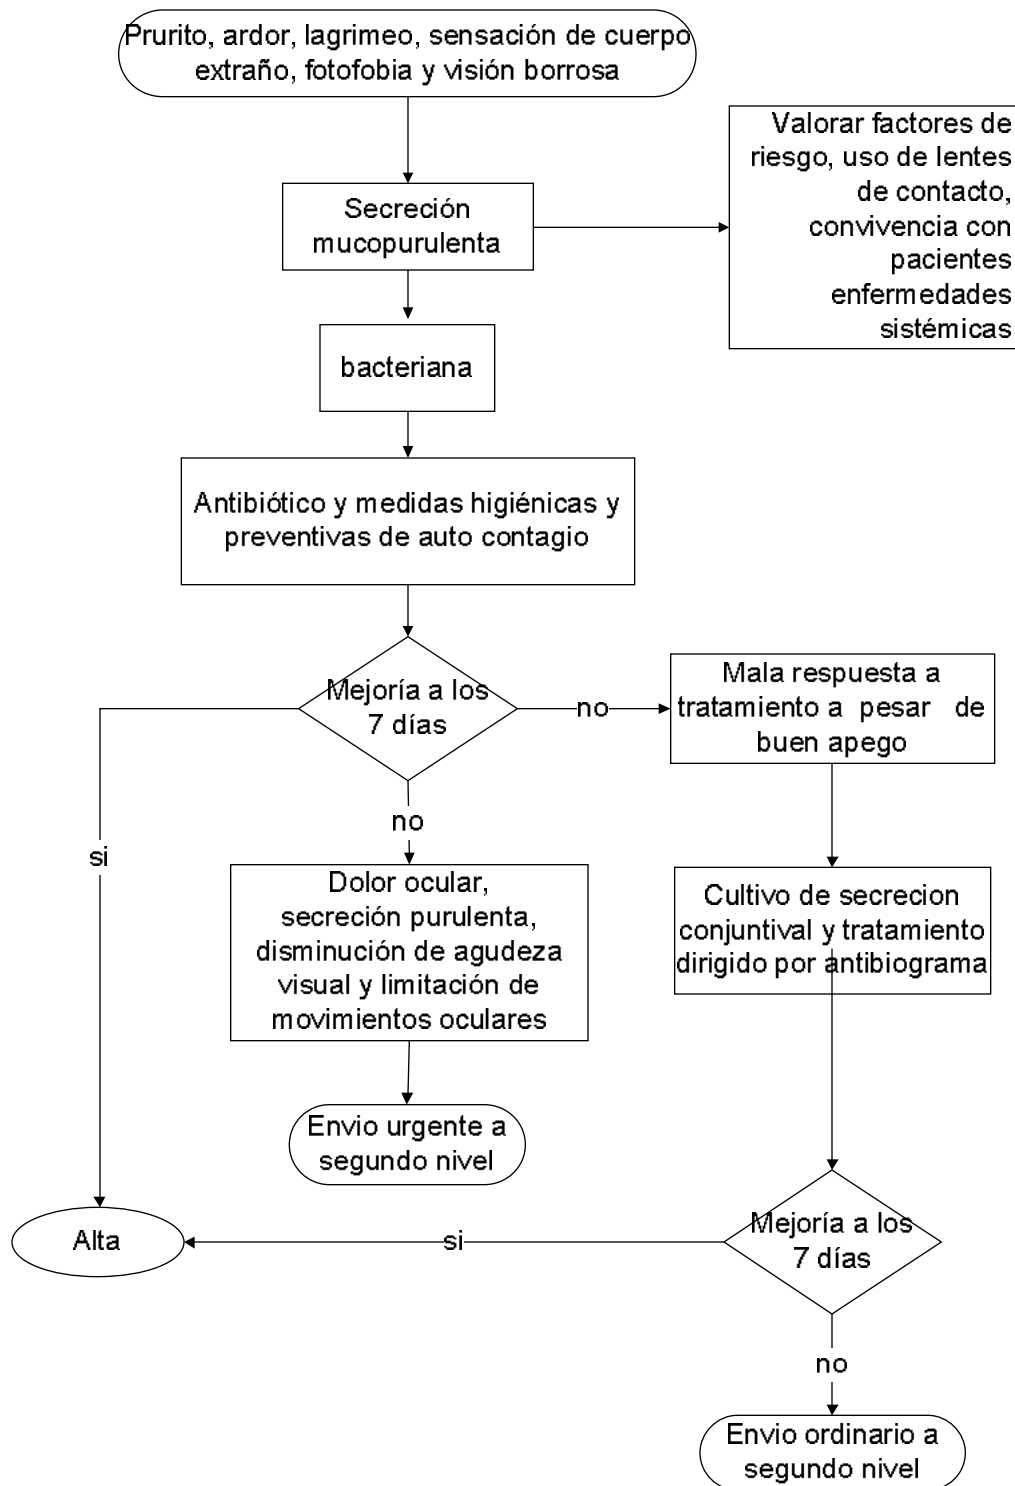 Prurito, ardor, lagrimeo, sensación de cuerpo
extraño, fotofobia y visión borrosa
Valorar factores de
riesgo, uso de lentes
de contacto,
convivencia con
pacientes
enfermedades
sistémicas
Secreción
mucopurulenta
bacteriana
Antibiótico y medidas higiénicas y
preventivas de auto contagio
Mejoría a los
7 días
no
Mala respuesta a
tratamiento a pesar de
buen apego
no
si
Dolor ocular,
secreción purulenta,
disminución de agudeza
visual y limitación de
movimientos oculares
Cultivo de secrecion
conjuntival y tratamiento
dirigido por antibiograma
Envio urgente a
segundo nivel
Alta
si
Mejoría a los
7 días
no
Envio ordinario a
segundo nivel